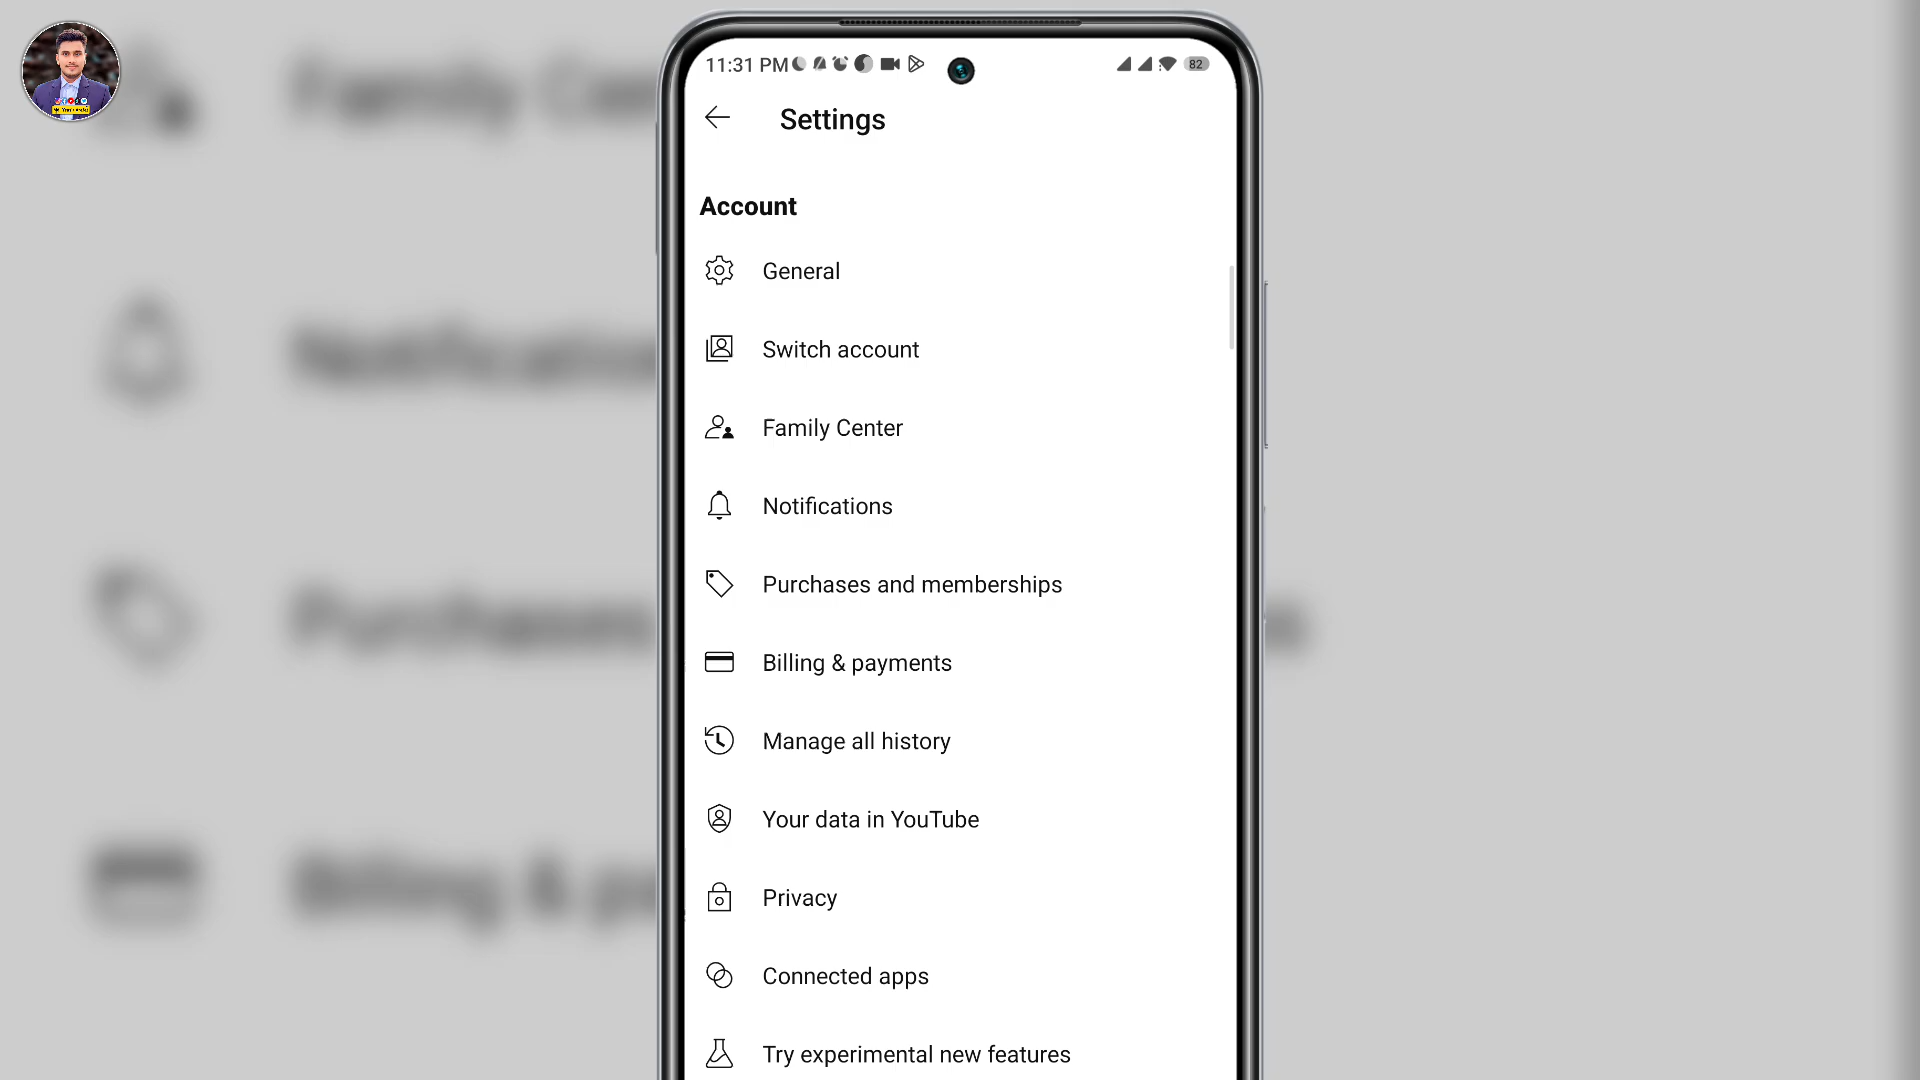 11:31 PM
82
Settings
Account
General
Switch account
Family Center
Notifications
Purchases and memberships
Billing & payments
Manage all history
Your data in YouTube
Privacy
Connected apps
Try experimental new features